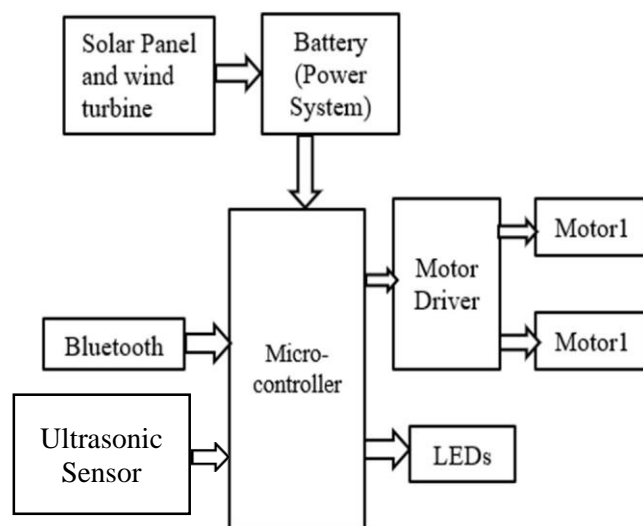 Solar Panel
and wind
turbine
Battery
(Power
System)
Motor
Driver
Motor1
Motor1
Bluetooth
Micro-
controller
Ultrasonic
Sensor
LEDs